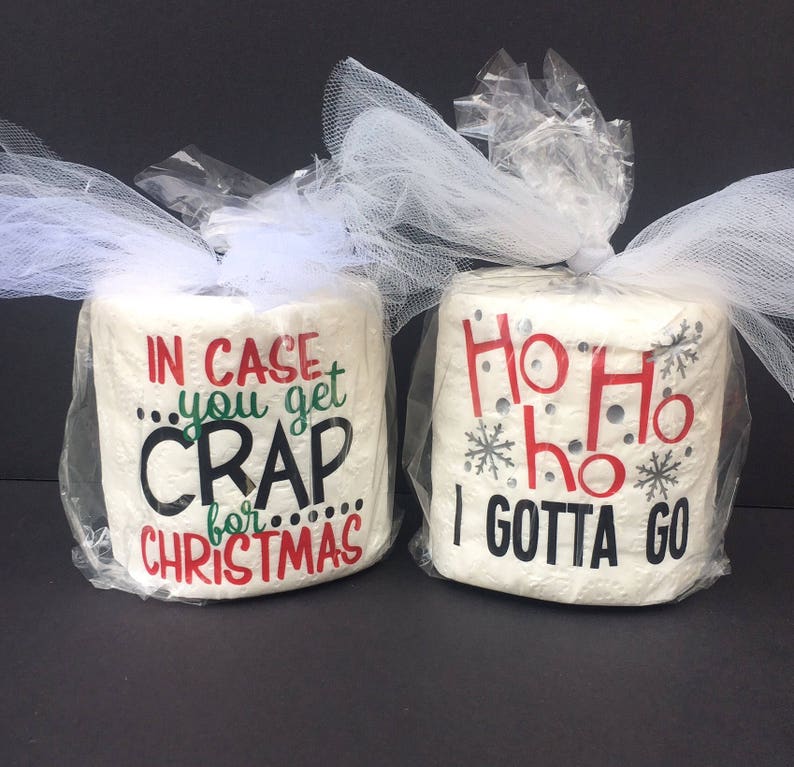 IN CASE
...you get
CRAP
for......
CHRISTMAS
Ho Ho
ho Ho
I GOTTA GO